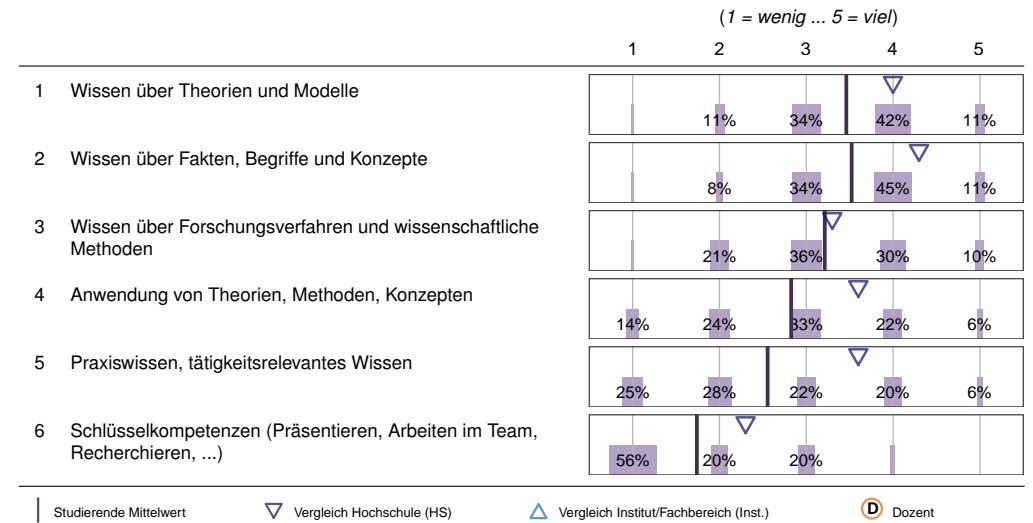 (1 = wenig ... 5 = viel)
1 2 3 4 5
1 Wissen über Theorien und Modelle
11% 34% 42% 11%
2 Wissen über Fakten, Begriffe und Konzepte
8% 34% 45% 11%
3 Wissen über Forschungsverfahren und wissenschaftliche
Methoden
21% 36% 30% 10%
4 Anwendung von Theorien, Methoden, Konzepten
14% 24% 33% 22% 6%
5 Praxiswissen, tätigkeitsrelevantes Wissen
25% 28% 22% 20% 6%
6 Schlüsselkompetenzen (Präsentieren, Arbeiten im Team,
Recherchieren, ...)
56% 20% 20%
Studierende Mittelwert Vergleich Hochschule (HS) Vergleich Institut/Fachbereich (Inst.) D Dozent